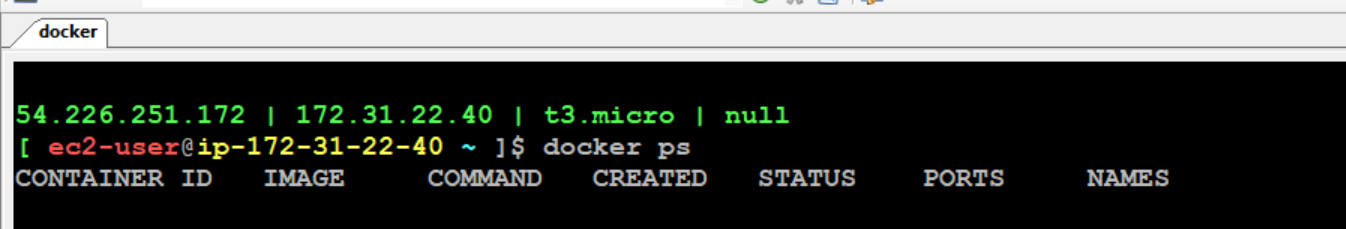 docker
54.226.251.172 | 172.31.22.40 | t3.micro | null
[ ec2-user@ip-172-31-22-40 ~ ]$ docker ps
CONTAINER ID IMAGE COMMAND CREATED STATUS PORTS NAMES